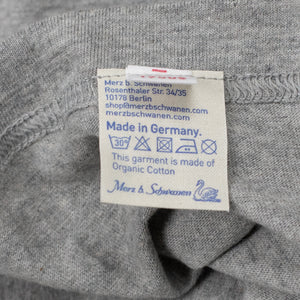 Merz b. Schwanen
Rosenthaler Str. 34/35
10178 Berlin
shop@merzbschwanen.com
merzbschwanen.com
Made in Germany.
30°
This garment is made of
Organic Cotton
Merz b. Schwanen